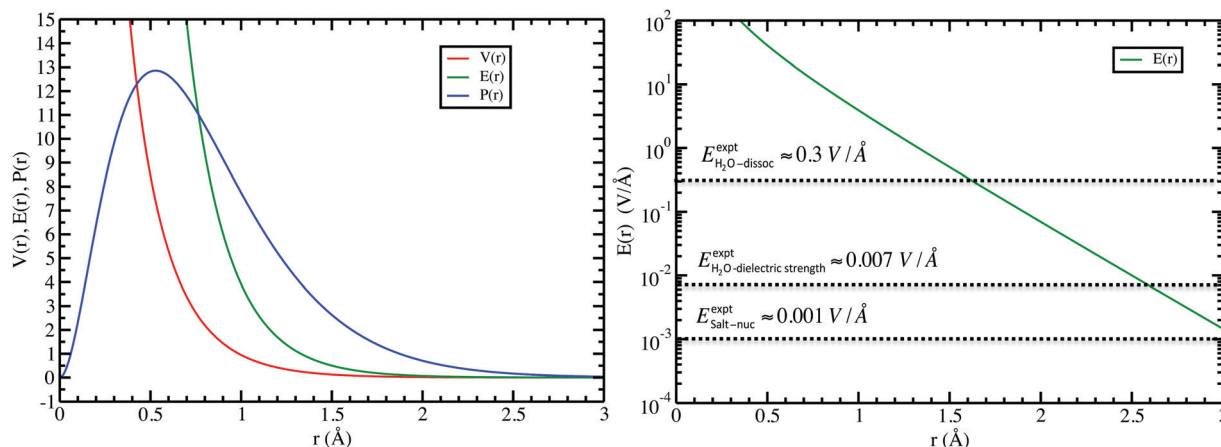 15
14
13
12
11
10
9
8
7
6
5
4
3
2
1
0
-1
V(r), E(r), P(r)
V(r)
E(r)
P(r)
0 0.5 1 1.5 2 2.5 3
r (Å)
10^2
10^1
10^0
10^-1
10^-2
10^-3
10^-4
E(r) (V/Å)
E(r)
E^expt_H₂O−dissoc ≈ 0.3 V / Å
E^expt_H₂O-dielectric strength ≈ 0.007 V / Å
E^expt_Salt−nuc ≈ 0.001 V / Å
0 0.5 1 1.5 2 2.5 3
r (Å)